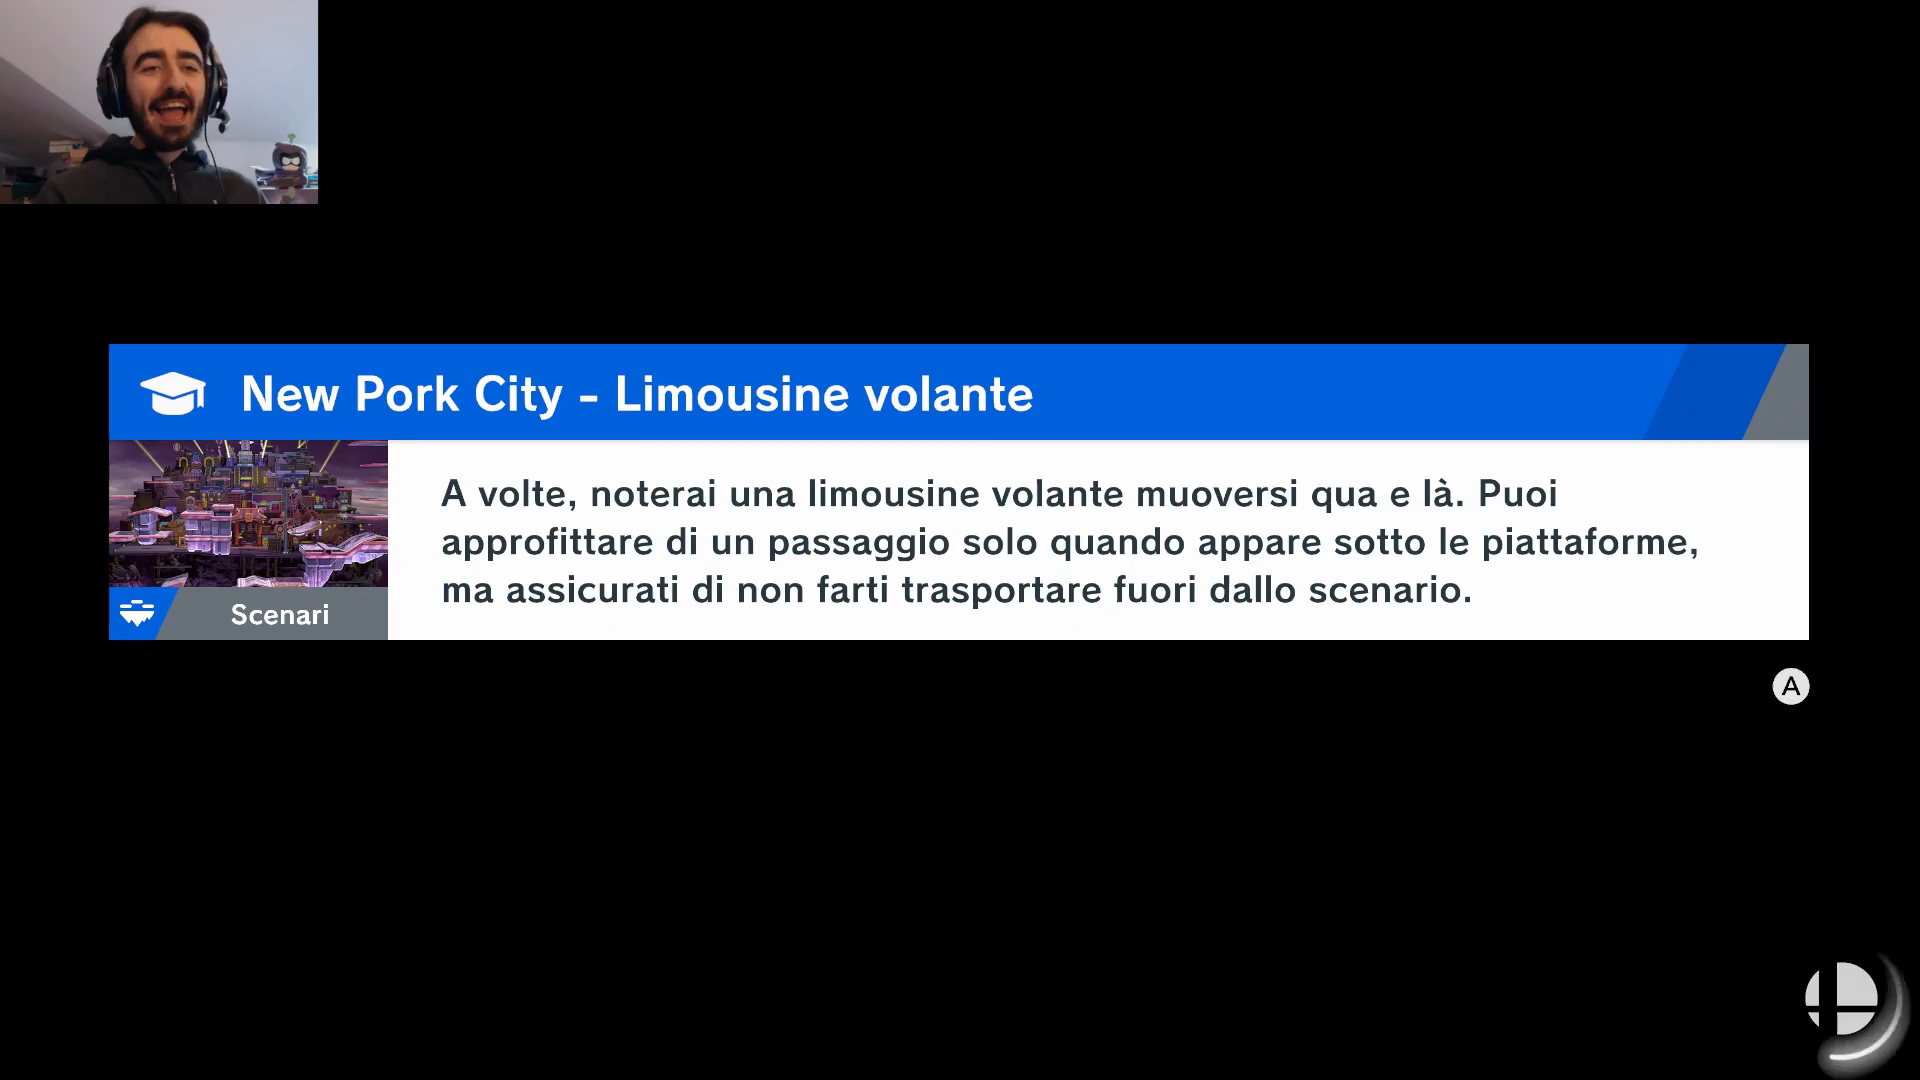 New Pork City - Limousine volante
A volte, noterai una limousine volante muoversi qua e là. Puoi
approfittare di un passaggio solo quando appare sotto le piattaforme,
ma assicurati di non farti trasportare fuori dallo scenario.
Scenari
A